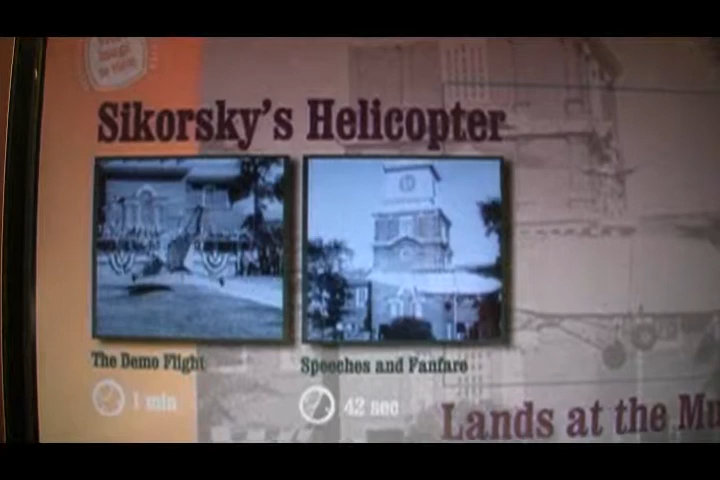 Sikorsky's Helicopter
The Demo Flight
Speeches and Fanfare
1 min
42 sec
Lands at the Mu